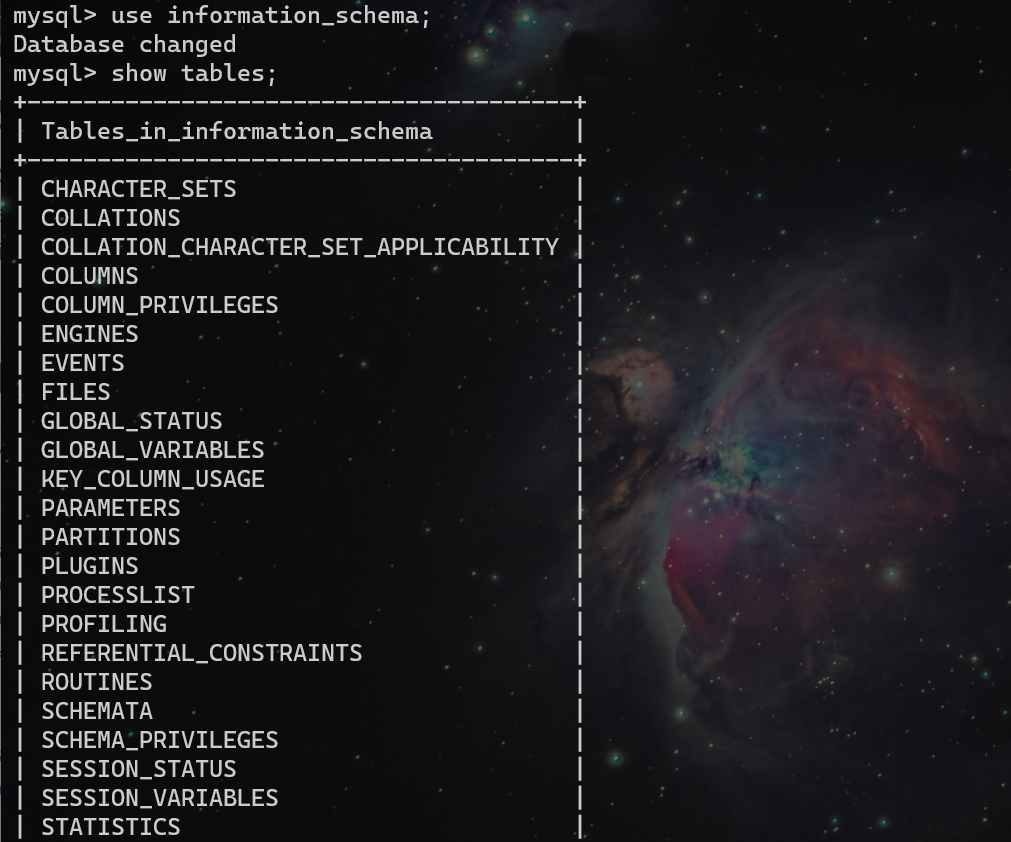 mysql> use information_schema;
Database changed
mysql> show tables;
+---------------------------------------+
| Tables_in_information_schema          |
+---------------------------------------+
| CHARACTER_SETS                        |
| COLLATIONS                            |
| COLLATION_CHARACTER_SET_APPLICABILITY |
| COLUMNS                               |
| COLUMN_PRIVILEGES                     |
| ENGINES                               |
| EVENTS                                |
| FILES                                 |
| GLOBAL_STATUS                         |
| GLOBAL_VARIABLES                      |
| KEY_COLUMN_USAGE                      |
| PARAMETERS                            |
| PARTITIONS                            |
| PLUGINS                               |
| PROCESSLIST                           |
| PROFILING                             |
| REFERENTIAL_CONSTRAINTS               |
| ROUTINES                              |
| SCHEMATA                              |
| SCHEMA_PRIVILEGES                     |
| SESSION_STATUS                        |
| SESSION_VARIABLES                     |
| STATISTICS                            |